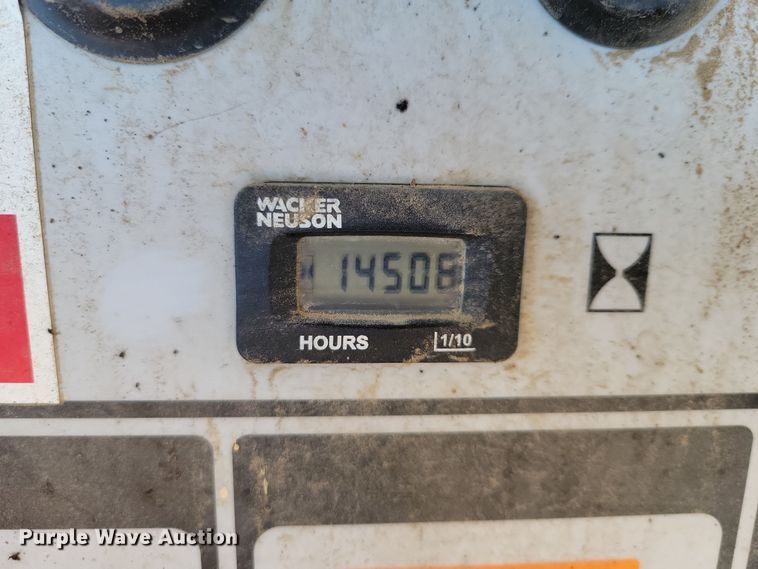 WACKER
NEUSON
14508
HOURS 1/10
Purple Wave Auction